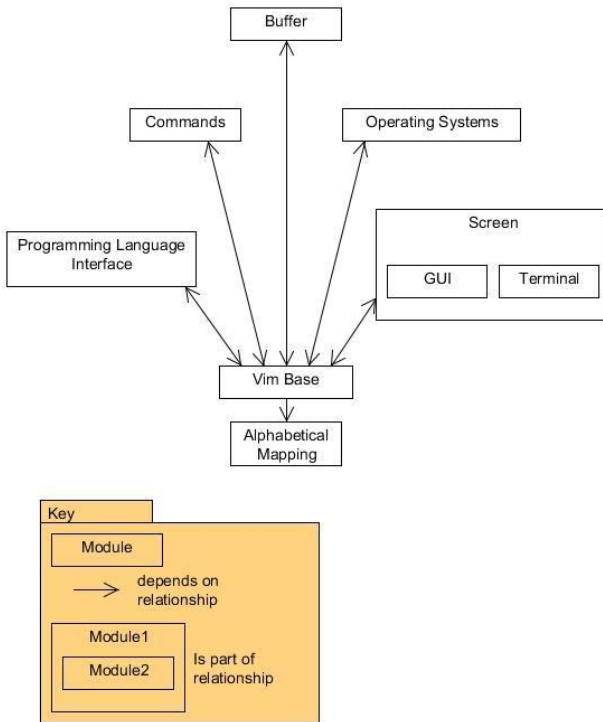 Buffer
Commands
Operating Systems
Programming Language
Interface
Screen
GUI
Terminal
Vim Base
Alphabetical
Mapping
Key
Module
depends on
relationship
Module1
Module2
Is part of
relationship